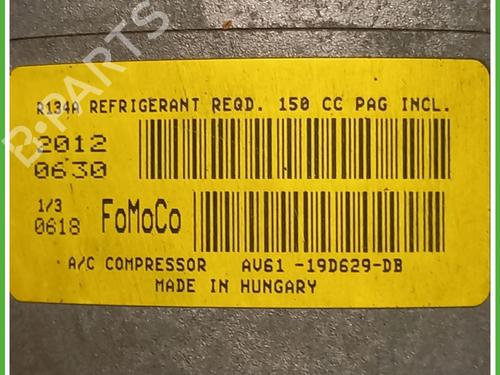 B-PARTS
R134A REFRIGERANT REQD. 150 CC PAG INCL.
2012
0630
1/3
0618
FoMoCo
A/C COMPRESSOR AV61 -19D629-DB
MADE IN HUNGARY